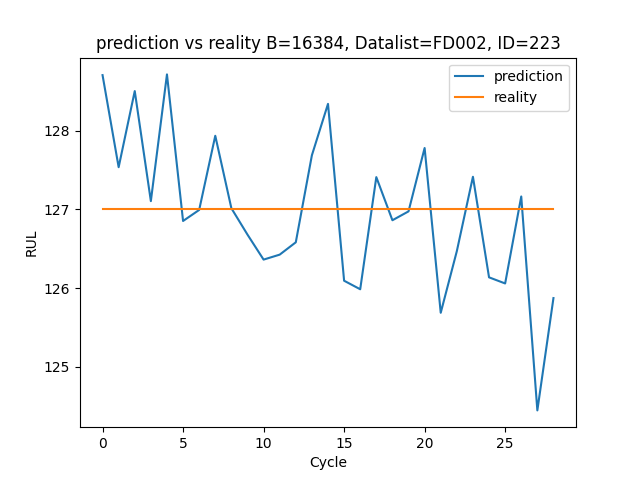 prediction vs reality B=16384, Datalist=FD002, ID=223
prediction
reality
128
127
126
125
RUL
0 5 10 15 20 25
Cycle